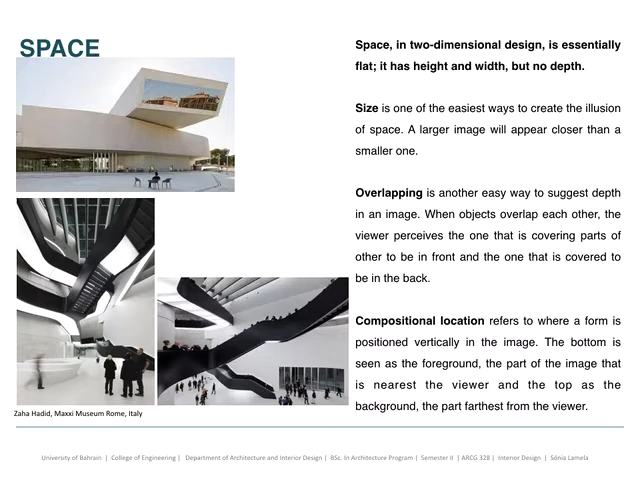 SPACE
Space, in two-dimensional design, is essentially
flat; it has height and width, but no depth.
Size is one of the easiest ways to create the illusion
of space. A larger image will appear closer than a
smaller one.
Overlapping is another easy way to suggest depth
in an image. When objects overlap each other, the
viewer perceives the one that is covering parts of
other to be in front and the one that is covered to
be in the back.
Compositional location refers to where a form is
positioned vertically in the image. The bottom is
seen as the foreground, the part of the image that
is nearest the viewer and the top as the
background, the part farthest from the viewer.
Zaha Hadid, Maxxi Museum Rome, Italy
University of Bahrain | College of Engineering | Department of Architecture and Interior Design | BSc. In Architecture Program | Semester II | ARCG 328 | Interior Design | Sónia Lamela